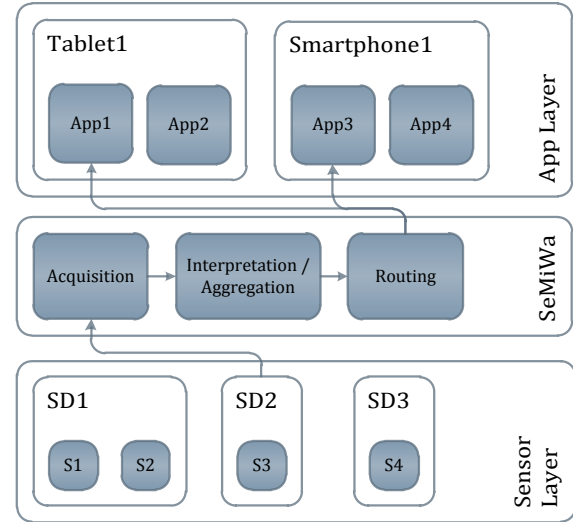 Tablet1
Smartphone1
App1
App2
App3
App4
App Layer
Acquisition
Interpretation /
Aggregation
Routing
SeMiWa
SD1
SD2
SD3
S1
S2
S3
S4
Sensor
Layer